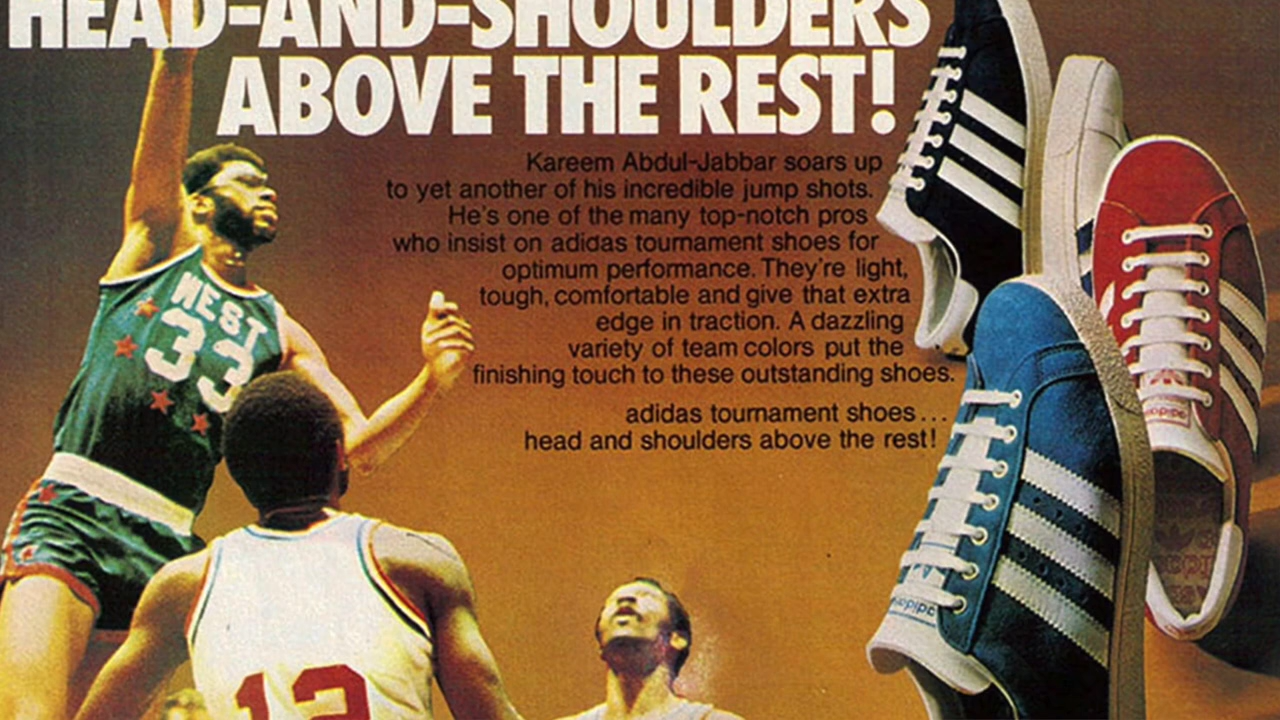 HEAD-AND-SHOULDERS
ABOVE THE REST!
Kareem Abdul-Jabbar soars up
to yet another of his incredible jump shots.
He's one of the many top-notch pros
who insist on adidas tournament shoes for
optimum performance. They're light,
tough, comfortable and give that extra
edge in traction. A dazzling
variety of team colors put the
finishing touch to these outstanding shoes.
adidas tournament shoes...
head and shoulders above the rest!
WEST
33
12
adidas
adidas